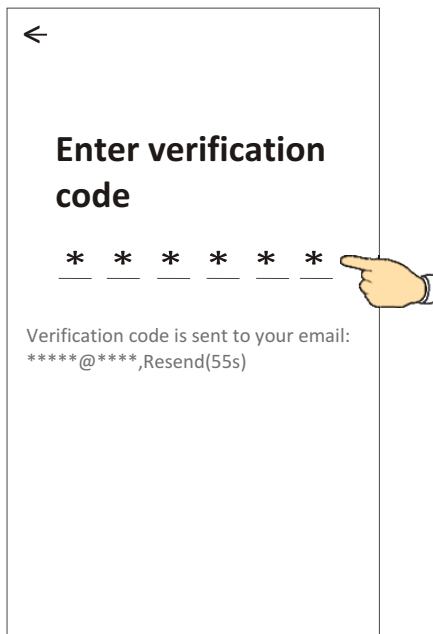 Enter verification
code
* * * * * *
Verification code is sent to your email:
*****@****,Resend(55s)